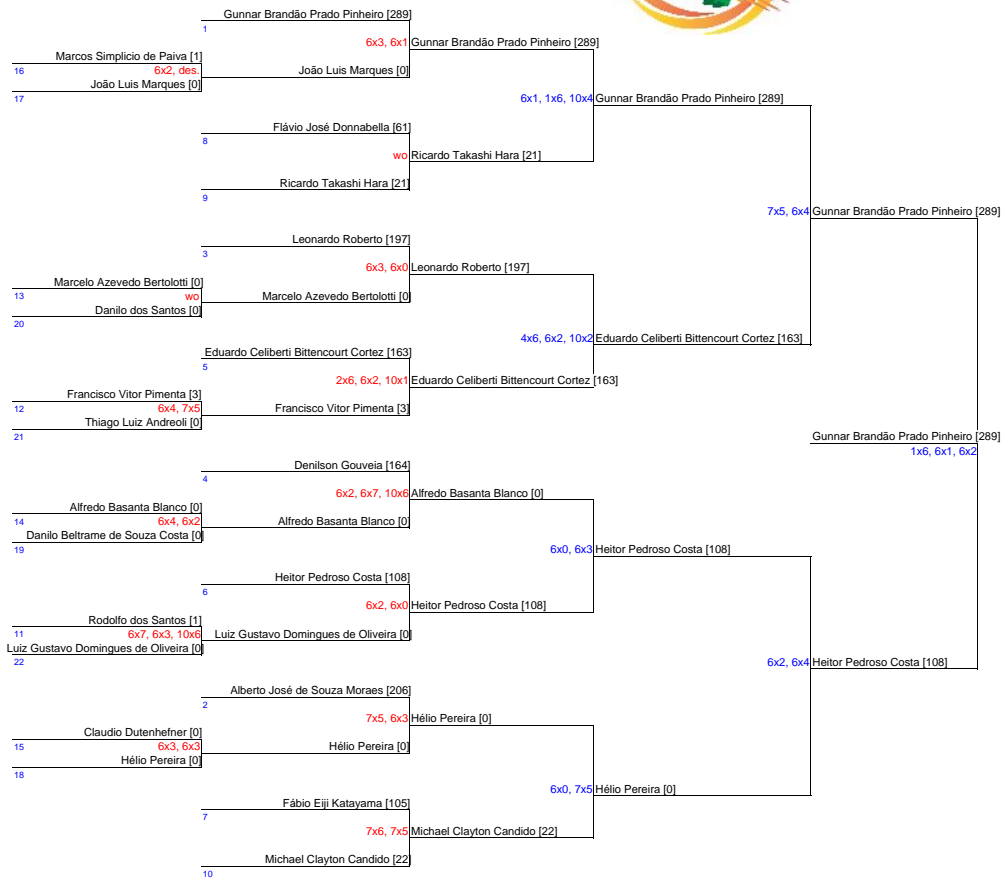 Gunnar Brandão Prado Pinheiro [289]
1
6x3, 6x1 Gunnar Brandão Prado Pinheiro [289]
Marcos Simplicio de Paiva [1]
16
6x2, des.
João Luis Marques [0]
João Luis Marques [0]
17
6x1, 1x6, 10x4 Gunnar Brandão Prado Pinheiro [289]
Flávio José Donnabella [61]
8
wo Ricardo Takashi Hara [21]
Ricardo Takashi Hara [21]
9
7x5, 6x4 Gunnar Brandão Prado Pinheiro [289]
Leonardo Roberto [197]
3
6x3, 6x0 Leonardo Roberto [197]
Marcelo Azevedo Bertolotti [0]
13
wo
Marcelo Azevedo Bertolotti [0]
Danilo dos Santos [0]
20
4x6, 6x2, 10x2 Eduardo Celiberti Bittencourt Cortez [163]
Eduardo Celiberti Bittencourt Cortez [163]
5
2x6, 6x2, 10x1 Eduardo Celiberti Bittencourt Cortez [163]
Francisco Vitor Pimenta [3]
12
6x4, 7x5
Francisco Vitor Pimenta [3]
Thiago Luiz Andreoli [0]
21
Gunnar Brandão Prado Pinheiro [289]
1x6, 6x1, 6x2
Denilson Gouveia [164]
4
6x2, 6x7, 10x6 Alfredo Basanta Blanco [0]
Alfredo Basanta Blanco [0]
14
6x4, 6x2
Alfredo Basanta Blanco [0]
Danilo Beltrame de Souza Costa [0]
19
6x0, 6x3 Heitor Pedroso Costa [108]
Heitor Pedroso Costa [108]
6
6x2, 6x0 Heitor Pedroso Costa [108]
Rodolfo dos Santos [1]
11
6x7, 6x3, 10x6
Luiz Gustavo Domingues de Oliveira [0]
Luiz Gustavo Domingues de Oliveira [0]
22
6x2, 6x4 Heitor Pedroso Costa [108]
Alberto José de Souza Moraes [206]
2
7x5, 6x3 Hélio Pereira [0]
Claudio Dutenhefner [0]
15
6x3, 6x3
Hélio Pereira [0]
Hélio Pereira [0]
18
6x0, 7x5 Hélio Pereira [0]
Fábio Eiji Katayama [105]
7
7x6, 7x5 Michael Clayton Candido [22]
Michael Clayton Candido [22]
10